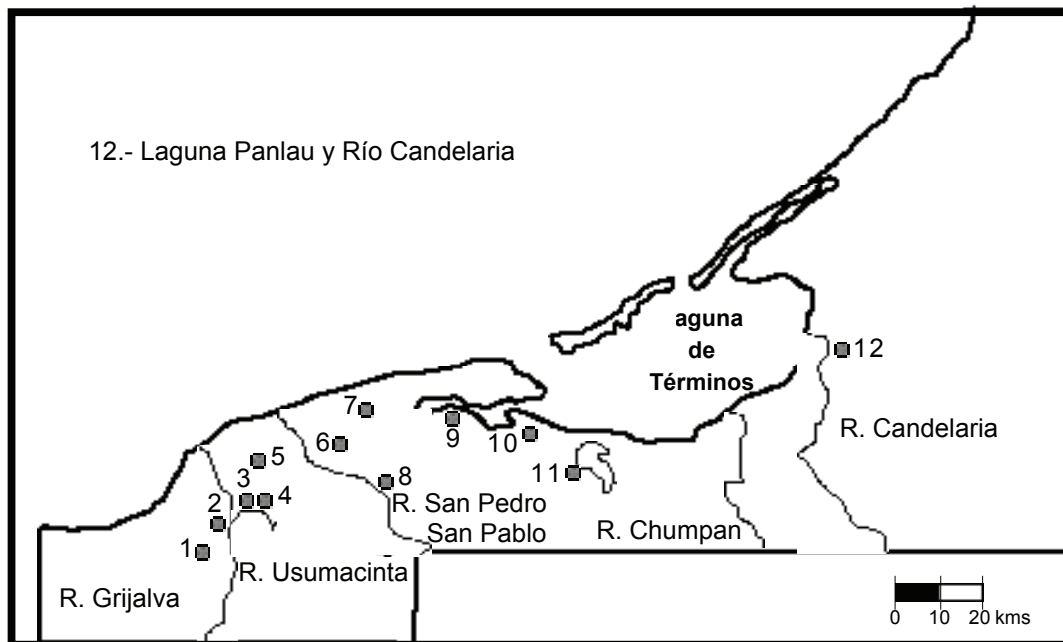 12.- Laguna Panlau y Río Candelaria
aguna
de
Términos
12
7
R. Candelaria
6
9
10
5
11
3
4
8
R. San Pedro
2
San Pablo
R. Chumpan
1
R. Usumacinta
R. Grijalva
0 10 20 kms